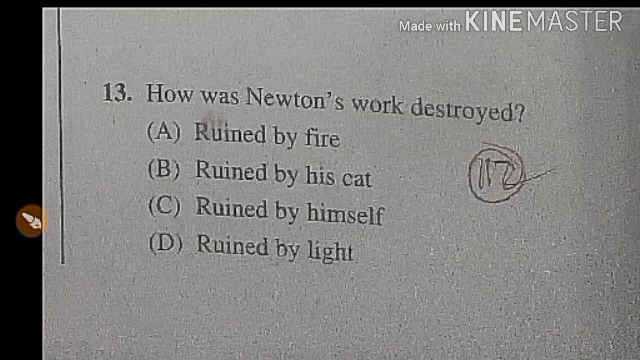 Made with KINEMASTER
13. How was Newton's work destroyed?
(A) Ruined by fire
(B) Ruined by his cat
(C) Ruined by himself
(D) Ruined by light